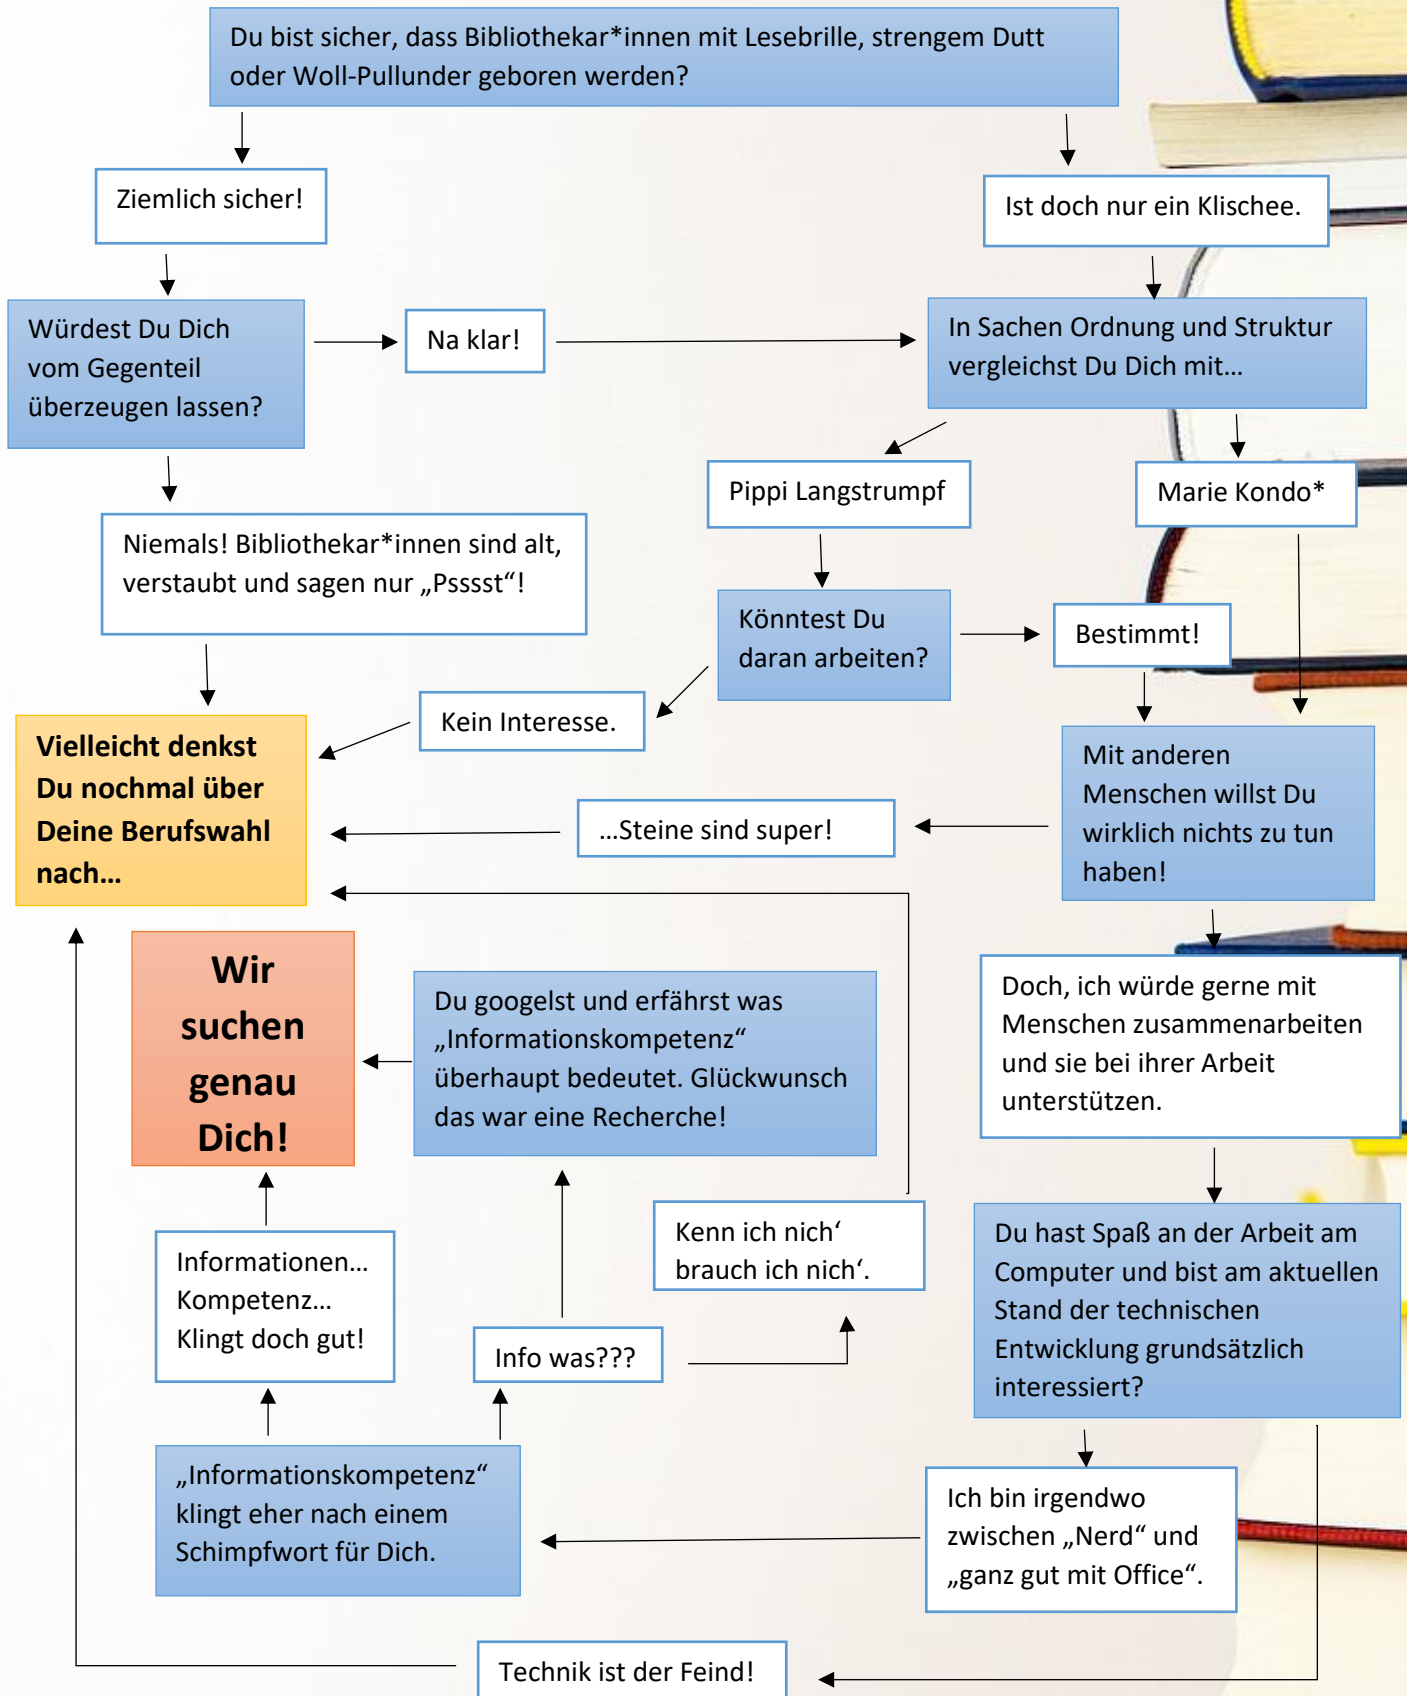 Du bist sicher, dass Bibliothekar*innen mit Lesebrille, strengem Dutt
oder Woll-Pullunder geboren werden?
Ziemlich sicher!
Ist doch nur ein Klischee.
Würdest Du Dich
vom Gegenteil
überzeugen lassen?
Na klar!
In Sachen Ordnung und Struktur
vergleichst Du Dich mit…
Pippi Langstrumpf
Marie Kondo*
Niemals! Bibliothekar*innen sind alt,
verstaubt und sagen nur „Psssst“!
Könntest Du
daran arbeiten?
Bestimmt!
Kein Interesse.
Vielleicht denkst
Du nochmal über
Deine Berufswahl
nach…
Mit anderen
Menschen willst Du
wirklich nichts zu tun
haben!
…Steine sind super!
Wir
suchen
genau
Dich!
Du googelst und erfährst was
„Informationskompetenz“
überhaupt bedeutet. Glückwunsch
das war eine Recherche!
Doch, ich würde gerne mit
Menschen zusammenarbeiten
und sie bei ihrer Arbeit
unterstützen.
Kenn ich nich‘
brauch ich nich‘.
Informationen…
Kompetenz…
Klingt doch gut!
Info was???
Du hast Spaß an der Arbeit am
Computer und bist am aktuellen
Stand der technischen
Entwicklung grundsätzlich
interessiert?
„Informationskompetenz“
klingt eher nach einem
Schimpfwort für Dich.
Ich bin irgendwo
zwischen „Nerd“ und
„ganz gut mit Office“.
Technik ist der Feind!